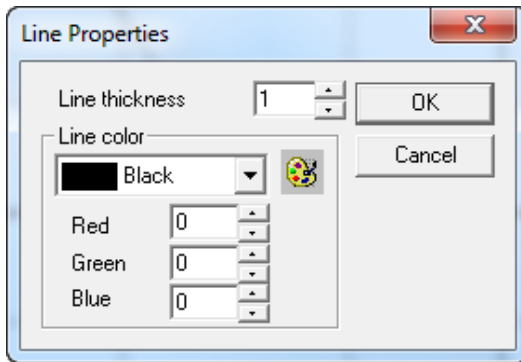 Line Properties
Line thickness 1 OK
Line color
Cancel
Black
Red 0
Green 0
Blue 0